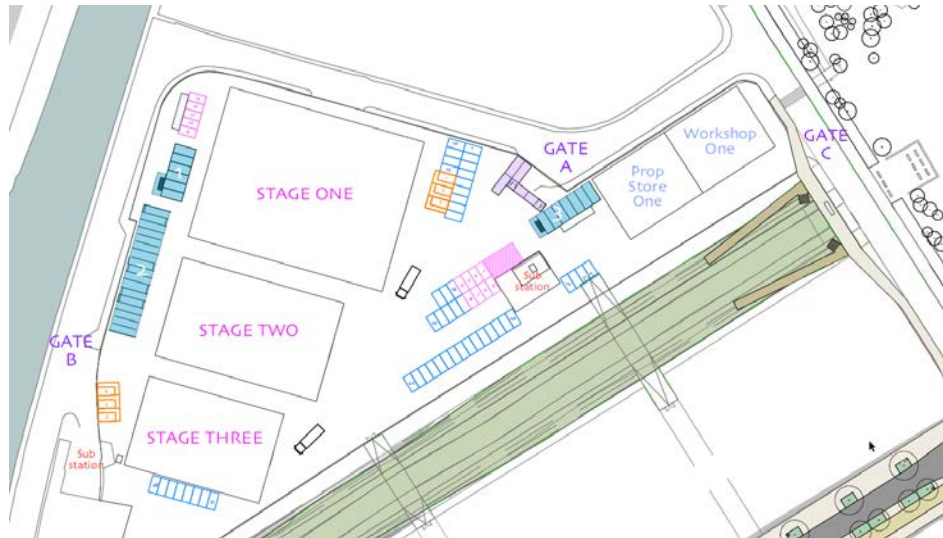 GATE
A
GATE
C
Workshop
One
Prop
Store
One
1
STAGE ONE
3
2
Sub
station
STAGE TWO
GATE
B
STAGE THREE
Sub
station